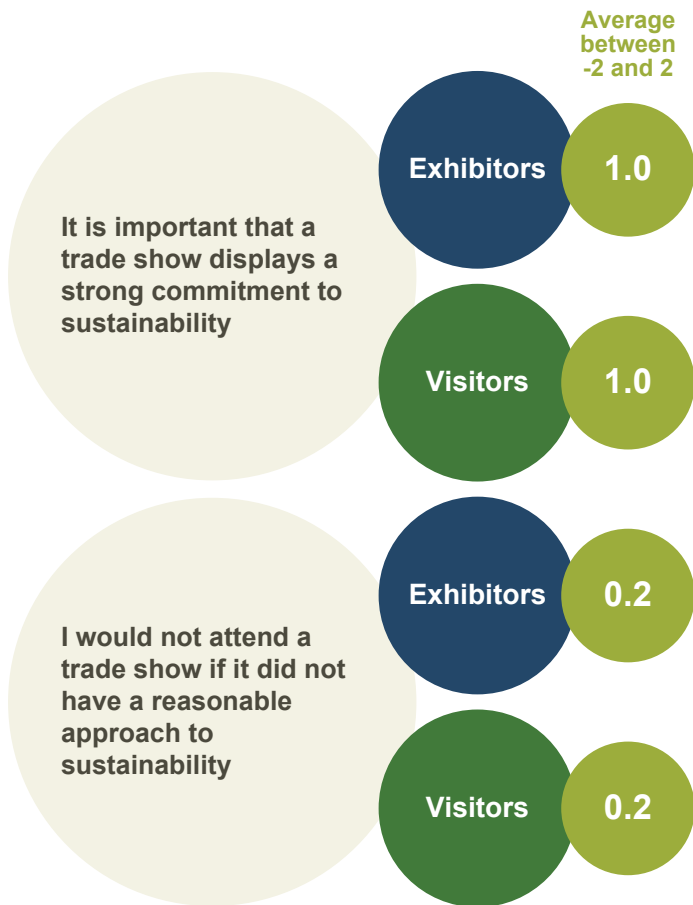 Average
between
-2 and 2
It is important that a
trade show displays a
strong commitment to
sustainability
Exhibitors
1.0
Visitors
1.0
I would not attend a
trade show if it did not
have a reasonable
approach to
sustainability
Exhibitors
0.2
Visitors
0.2